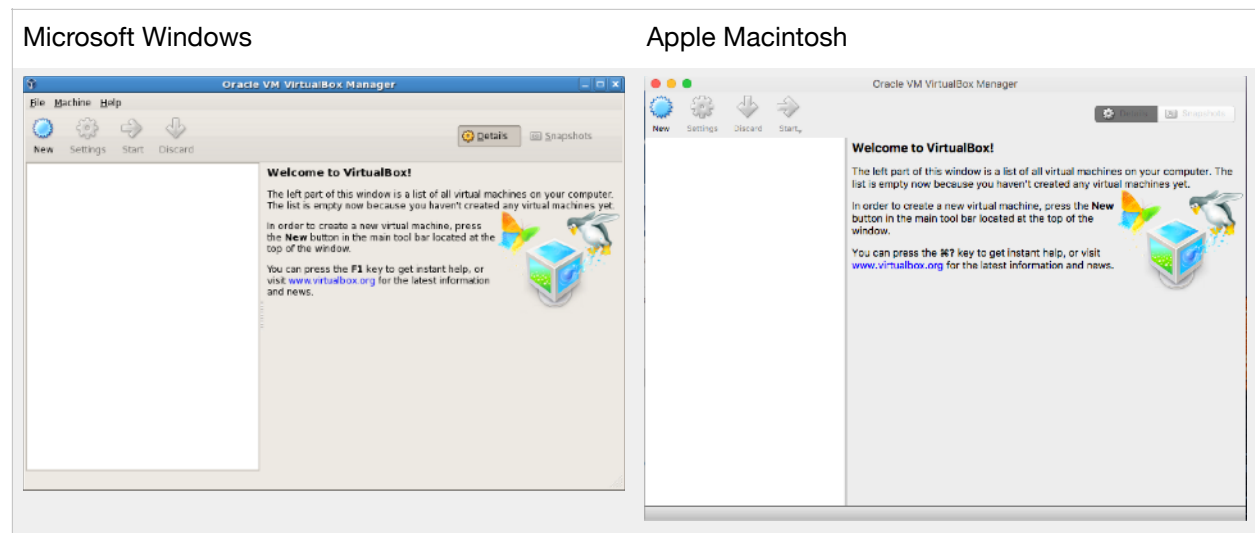 Microsoft Windows
Oracle VM VirtualBox Manager
File Machine Help
New Settings Start Discard
Details Snapshots
Welcome to VirtualBox!
The left part of this window is a list of all virtual machines on your computer.
The list is empty now because you haven't created any virtual machines yet.
In order to create a new virtual machine, press
the New button in the main tool bar located at the
top of the window.
You can press the F1 key to get instant help, or
visit www.virtualbox.org for the latest information
and news.
Apple Macintosh
Oracle VM VirtualBox Manager
New Settings Discard Start
Details Snapshots
Welcome to VirtualBox!
The left part of this window is a list of all virtual machines on your computer. The
list is empty now because you haven't created any virtual machines yet.
In order to create a new virtual machine, press the New
button in the main tool bar located at the top of the
window.
You can press the ⌘? key to get instant help, or visit
www.virtualbox.org for the latest information and news.